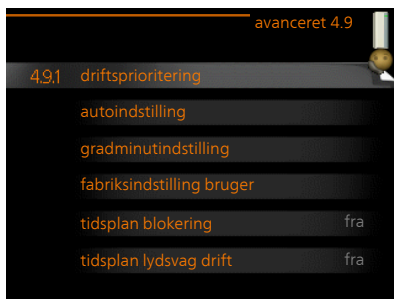 avanceret 4.9
4.9.1 driftsprioritering
autoindstilling
gradminutindstilling
fabriksindstilling bruger
tidsplan blokering fra
tidsplan lydsvag drift fra